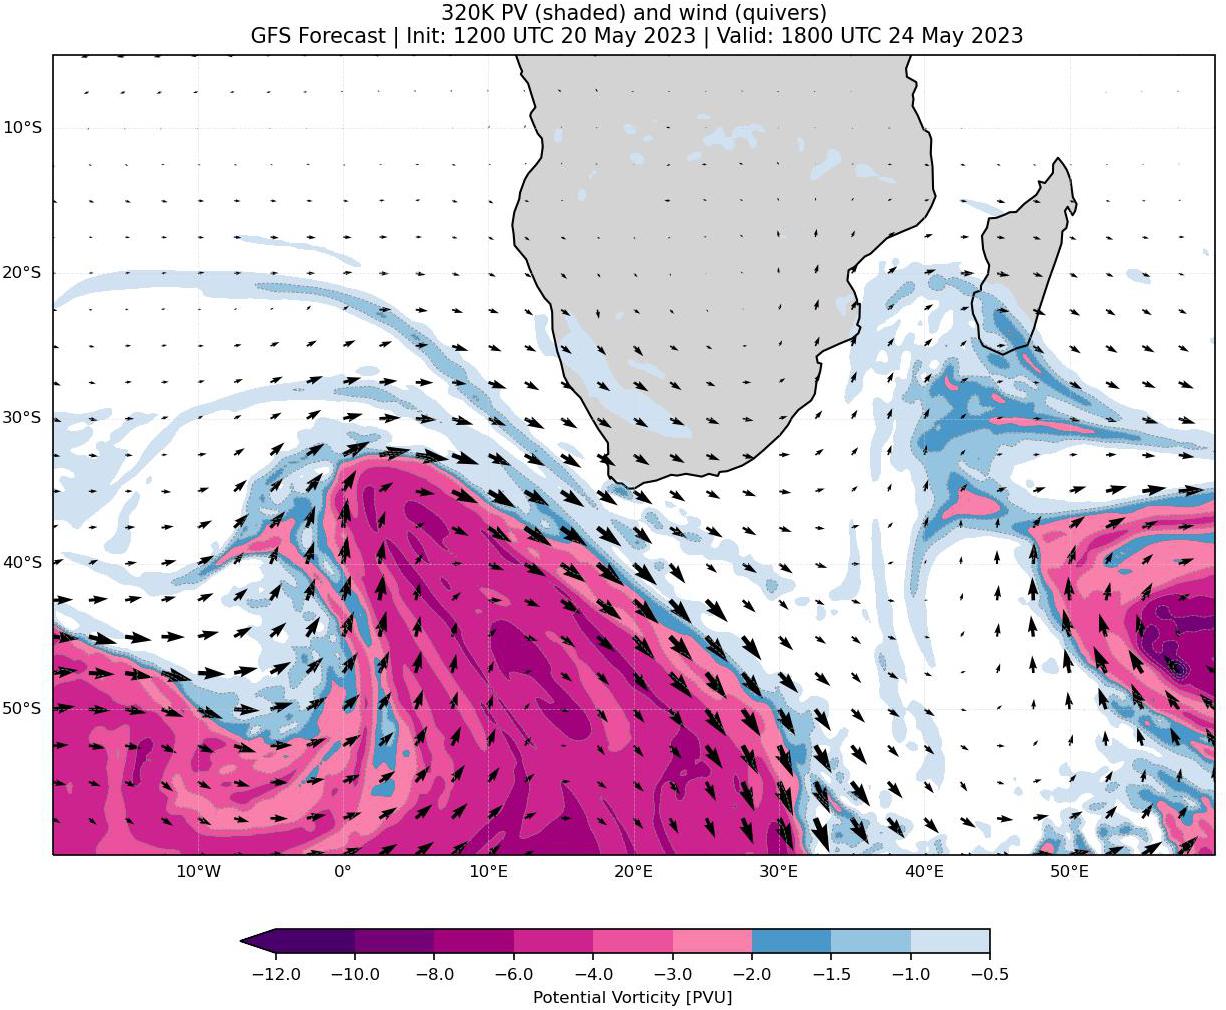 320K PV (shaded) and wind (quivers)
GFS Forecast | Init: 1200 UTC 20 May 2023 | Valid: 1800 UTC 24 May 2023
10°S
20°S
30°S
40°S
50°S
10°W 0° 10°E 20°E 30°E 40°E 50°E
−12.0 −10.0 −8.0 −6.0 −4.0 −3.0 −2.0 −1.5 −1.0 −0.5
Potential Vorticity [PVU]